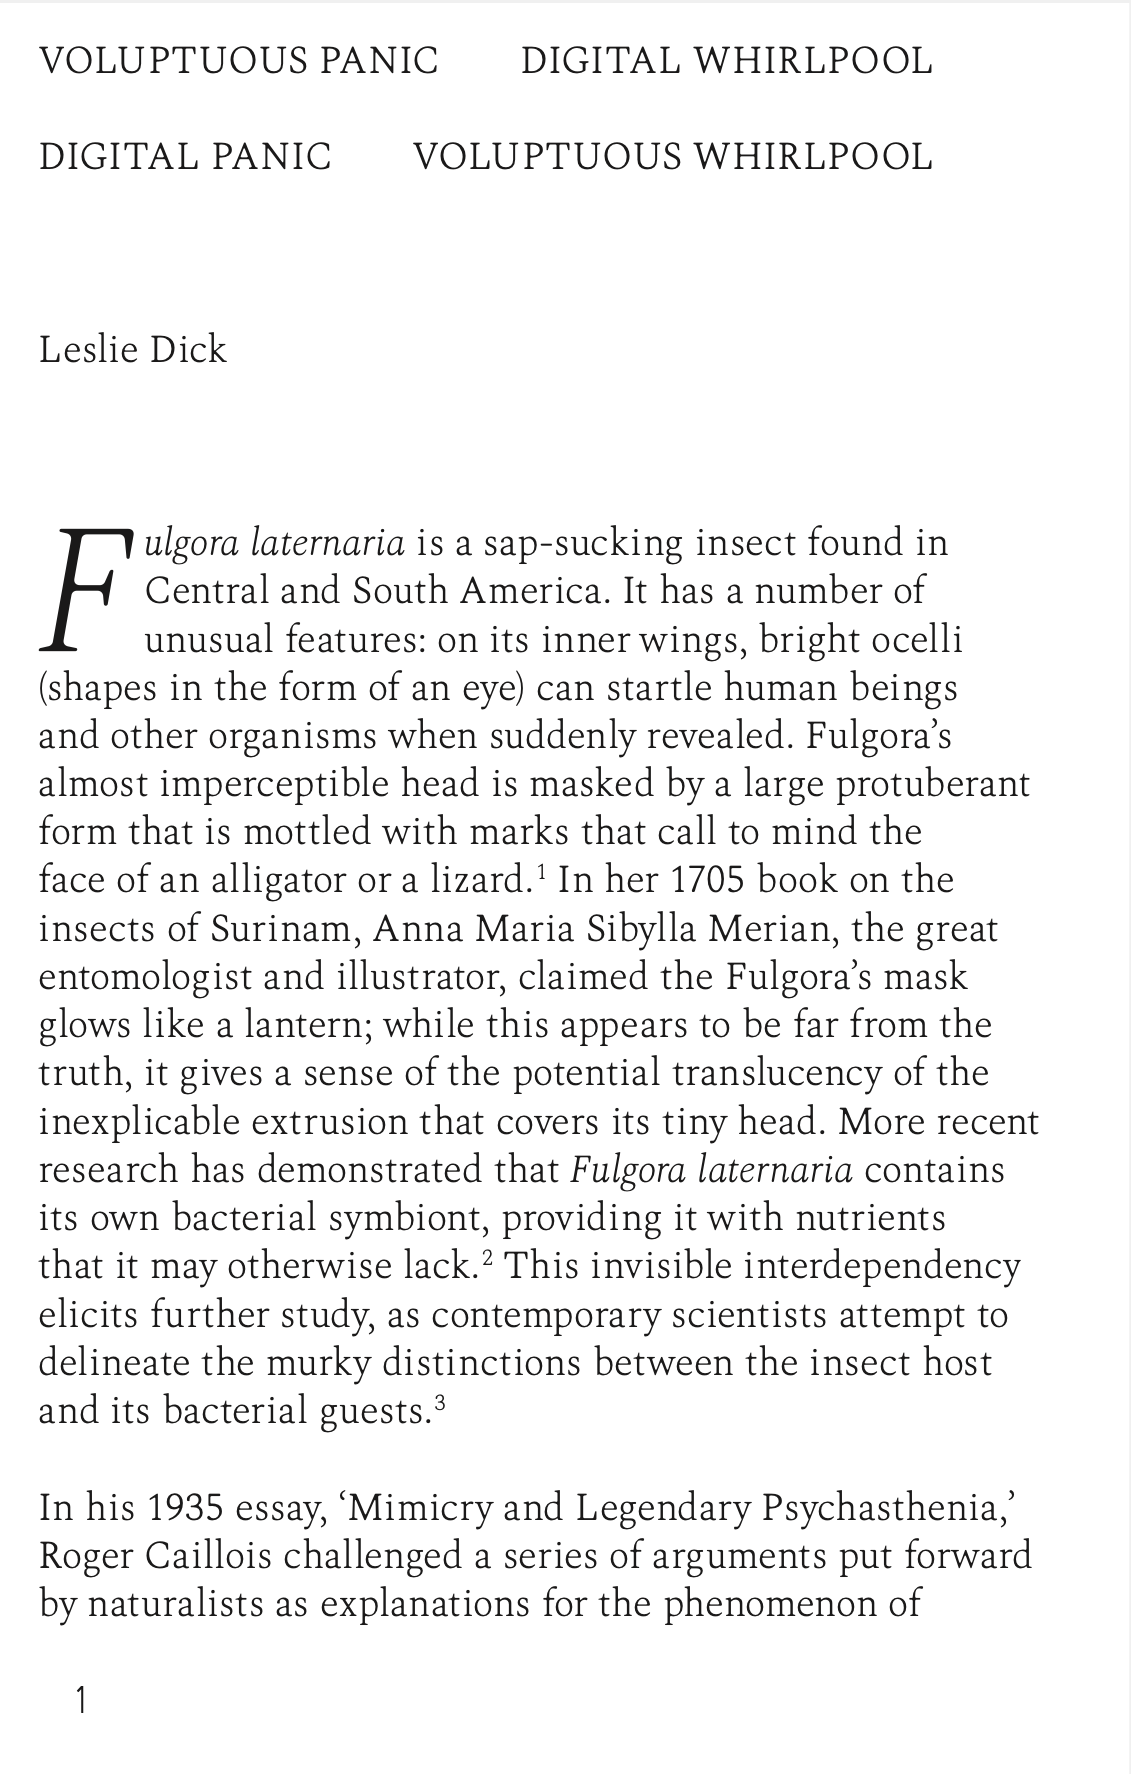 VOLUPTUOUS PANIC DIGITAL WHIRLPOOL
DIGITAL PANIC VOLUPTUOUS WHIRLPOOL
Leslie Dick
Fulgora laternaria is a sap-sucking insect found in
Central and South America. It has a number of
unusual features: on its inner wings, bright ocelli
(shapes in the form of an eye) can startle human beings
and other organisms when suddenly revealed. Fulgora’s
almost imperceptible head is masked by a large protuberant
form that is mottled with marks that call to mind the
face of an alligator or a lizard.¹ In her 1705 book on the
insects of Surinam, Anna Maria Sibylla Merian, the great
entomologist and illustrator, claimed the Fulgora’s mask
glows like a lantern; while this appears to be far from the
truth, it gives a sense of the potential translucency of the
inexplicable extrusion that covers its tiny head. More recent
research has demonstrated that Fulgora laternaria contains
its own bacterial symbiont, providing it with nutrients
that it may otherwise lack.² This invisible interdependency
elicits further study, as contemporary scientists attempt to
delineate the murky distinctions between the insect host
and its bacterial guests.³
In his 1935 essay, ‘Mimicry and Legendary Psychasthenia,’
Roger Caillois challenged a series of arguments put forward
by naturalists as explanations for the phenomenon of
1